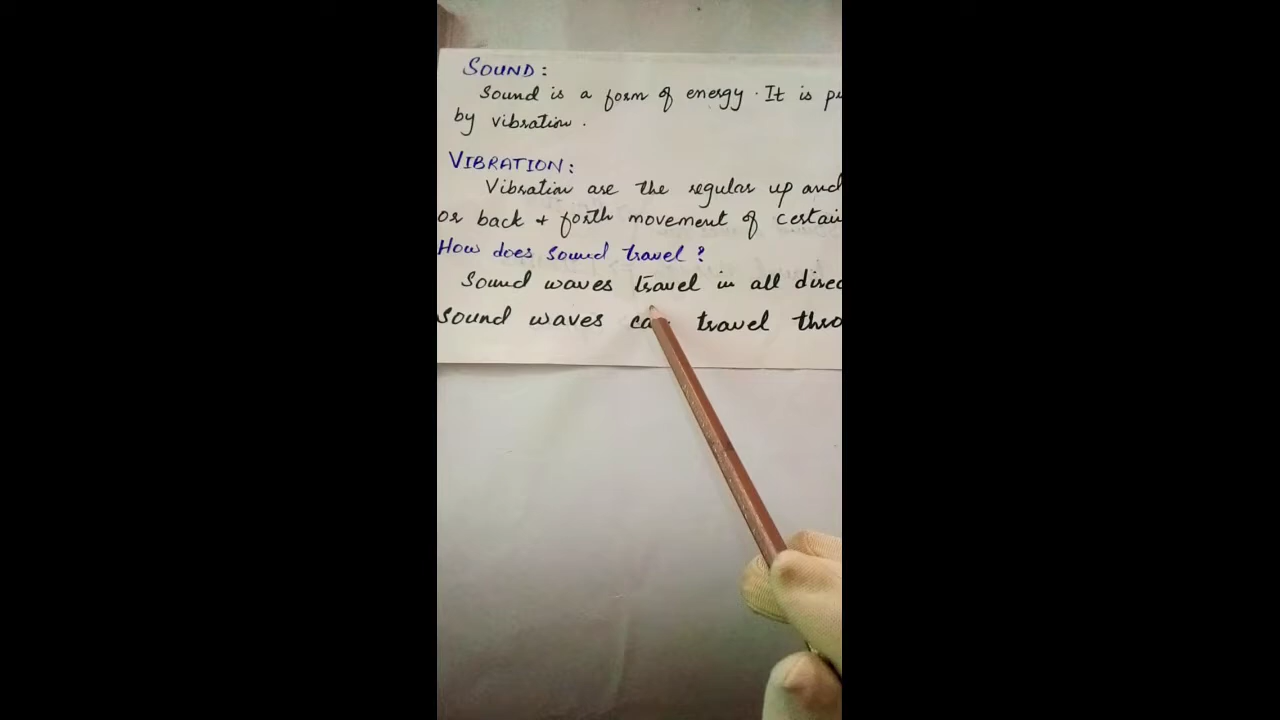 SOUND:
Sound is a form of energy. It is
by vibration.
VIBRATION:
Vibration are the regular up and
or back + forth movement of
How does sound travel?
Sound waves travel in all
Sound waves travel